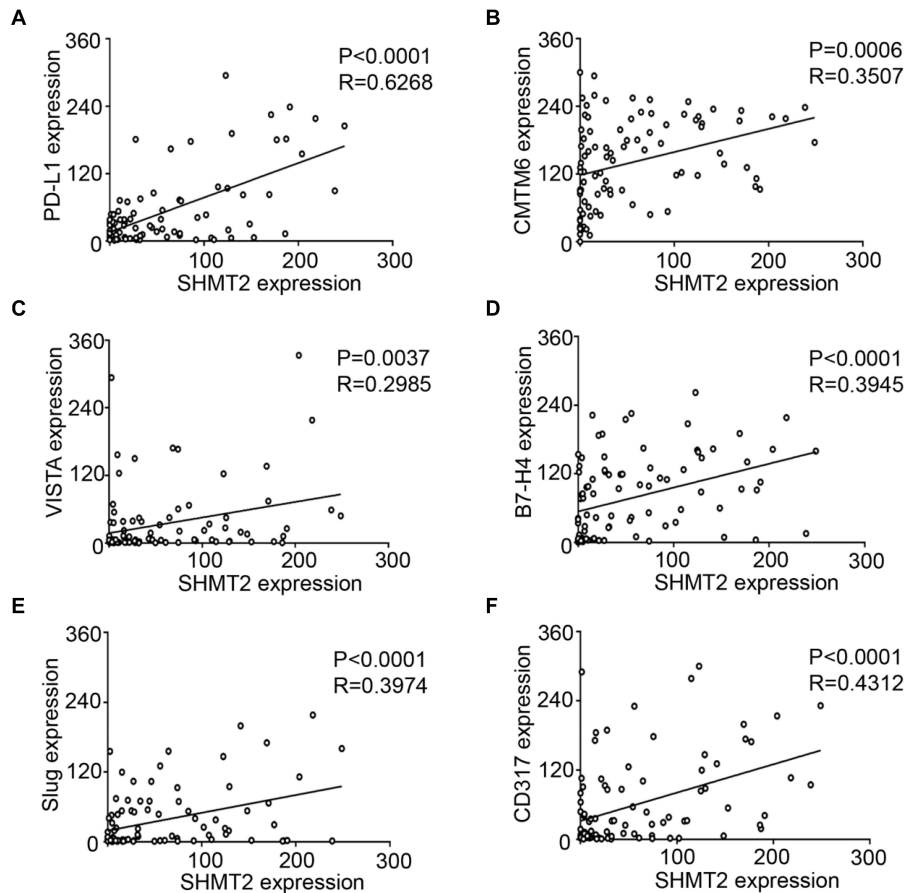 A
PD-L1 expression
360
240
120
0
100
200
300
SHMT2 expression
P<0.0001
R=0.6268
B
CMTM6 expression
360
240
120
0
100
200
300
SHMT2 expression
P=0.0006
R=0.3507
C
VISTA expression
360
240
120
0
100
200
300
SHMT2 expression
P=0.0037
R=0.2985
D
B7-H4 expression
360
240
120
0
100
200
300
SHMT2 expression
P<0.0001
R=0.3945
E
Slug expression
360
240
120
0
100
200
300
SHMT2 expression
P<0.0001
R=0.3974
F
CD317 expression
360
240
120
0
100
200
300
SHMT2 expression
P<0.0001
R=0.4312